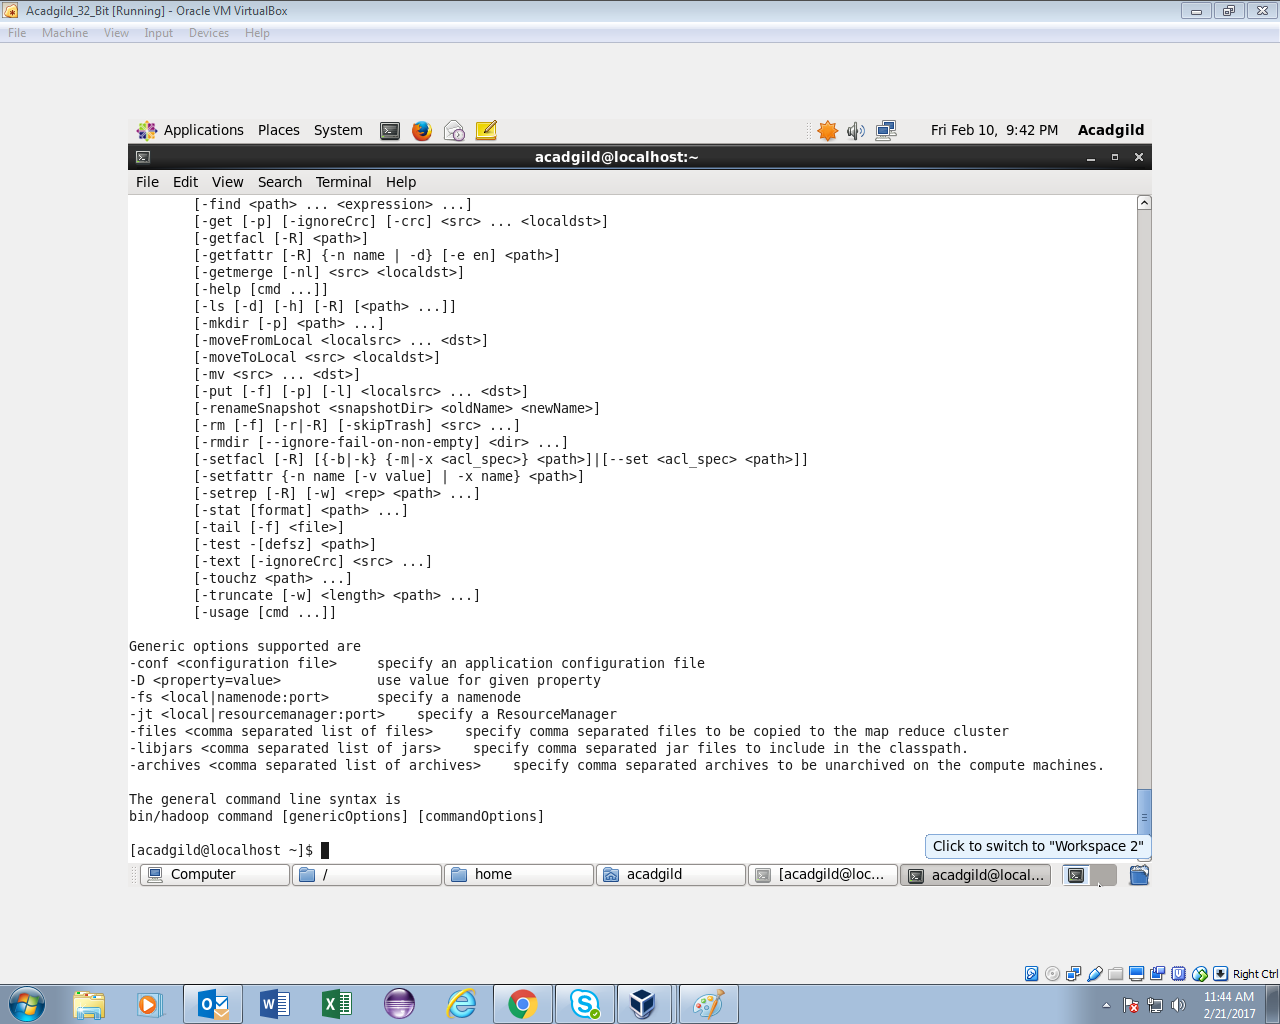 Acadgild_32_Bit [Running] - Oracle VM VirtualBox
File Machine View Input Devices Help
Applications Places System Fri Feb 10, 9:42 PM Acadgild
acadgild@localhost:~
File Edit View Search Terminal Help
[-find <path> ... <expression> ...]
[-get [-p] [-ignoreCrc] [-crc] <src> ... <localdst>]
[-getfacl [-R] <path>]
[-getfattr [-R] {-n name | -d} [-e en] <path>]
[-getmerge [-nl] <src> <localdst>]
[-help [cmd ...]]
[-ls [-d] [-h] [-R] [<path> ...]]
[-mkdir [-p] <path> ...]
[-moveFromLocal <localsrc> ... <dst>]
[-moveToLocal <src> <localdst>]
[-mv <src> ... <dst>]
[-put [-f] [-p] [-l] <localsrc> ... <dst>]
[-renameSnapshot <snapshotDir> <oldName> <newName>]
[-rm [-f] [-r|-R] [-skipTrash] <src> ...]
[-rmdir [--ignore-fail-on-non-empty] <dir> ...]
[-setfacl [-R] [{-b|-k} {-m|-x <acl_spec>} <path>]|[--set <acl_spec> <path>]]
[-setfattr {-n name [-v value] | -x name} <path>]
[-setrep [-R] [-w] <rep> <path> ...]
[-stat [format] <path> ...]
[-tail [-f] <file>]
[-test -[defsz] <path>]
[-text [-ignoreCrc] <src> ...]
[-touchz <path> ...]
[-truncate [-w] <length> <path> ...]
[-usage [cmd ...]]
Generic options supported are
-conf <configuration file>     specify an application configuration file
-D <property=value>            use value for given property
-fs <local|namenode:port>      specify a namenode
-jt <local|resourcemanager:port>    specify a ResourceManager
-files <comma separated list of files>    specify comma separated files to be copied to the map reduce cluster
-libjars <comma separated list of jars>    specify comma separated jar files to include in the classpath.
-archives <comma separated list of archives>    specify comma separated archives to be unarchived on the compute machines.
The general command line syntax is
bin/hadoop command [genericOptions] [commandOptions]
[acadgild@localhost ~]$
Click to switch to "Workspace 2"
Computer / home acadgild [acadgild@loc... acadgild@local...
Right Ctrl
11:44 AM
2/21/2017